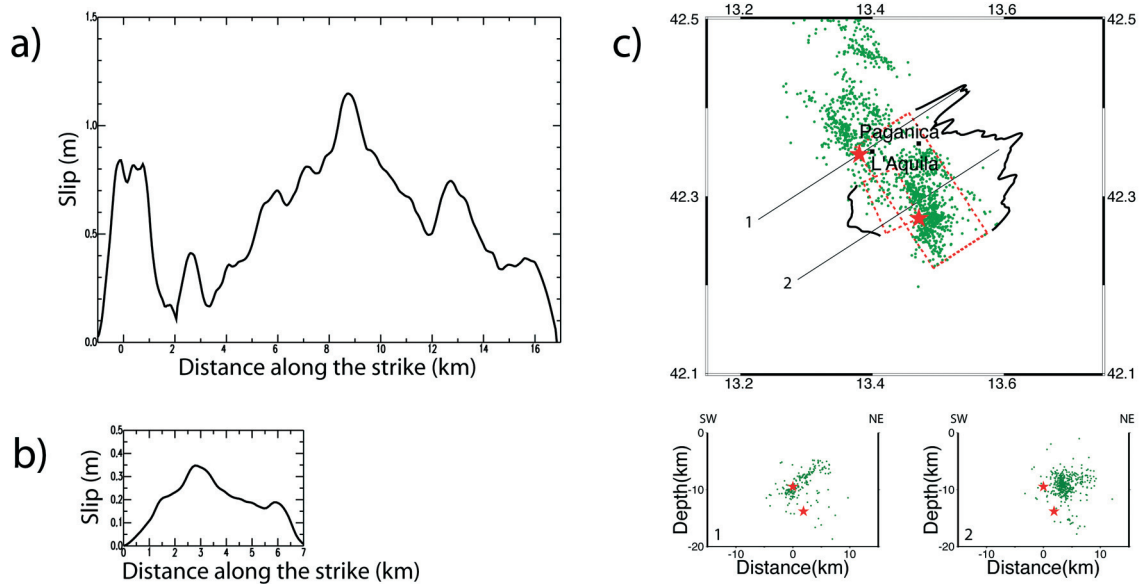 a)
1.5
1.0
0.5
0.0
Slip (m)
0 2 4 6 8 10 12 14 16
Distance along the strike (km)
b)
0.5
0.4
0.3
0.2
0.1
0.0
Slip (m)
0 1 2 3 4 5 6 7
Distance along the strike (km)
c)
13.2 13.4 13.6
42.5 42.5
Paganica
L'Aquila
42.3 42.3
1
2
42.1 42.1
13.2 13.4 13.6
SW NE
0
-10
-20
Depth(km)
1
-10 0 10
Distance(km)
SW NE
0
-10
-20
Depth(km)
2
-10 0 10
Distance(km)